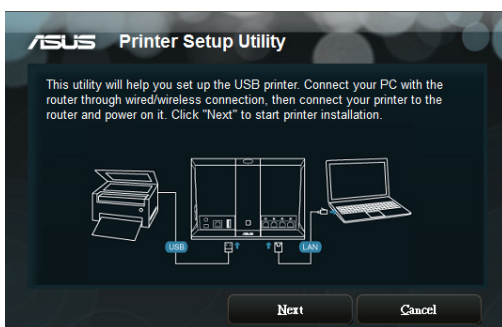 ASUS Printer Setup Utility
This utility will help you set up the USB printer. Connect your PC with the
router through wired/wireless connection, then connect your printer to the
router and power on it. Click "Next" to start printer installation.
USB LAN
Next Cancel